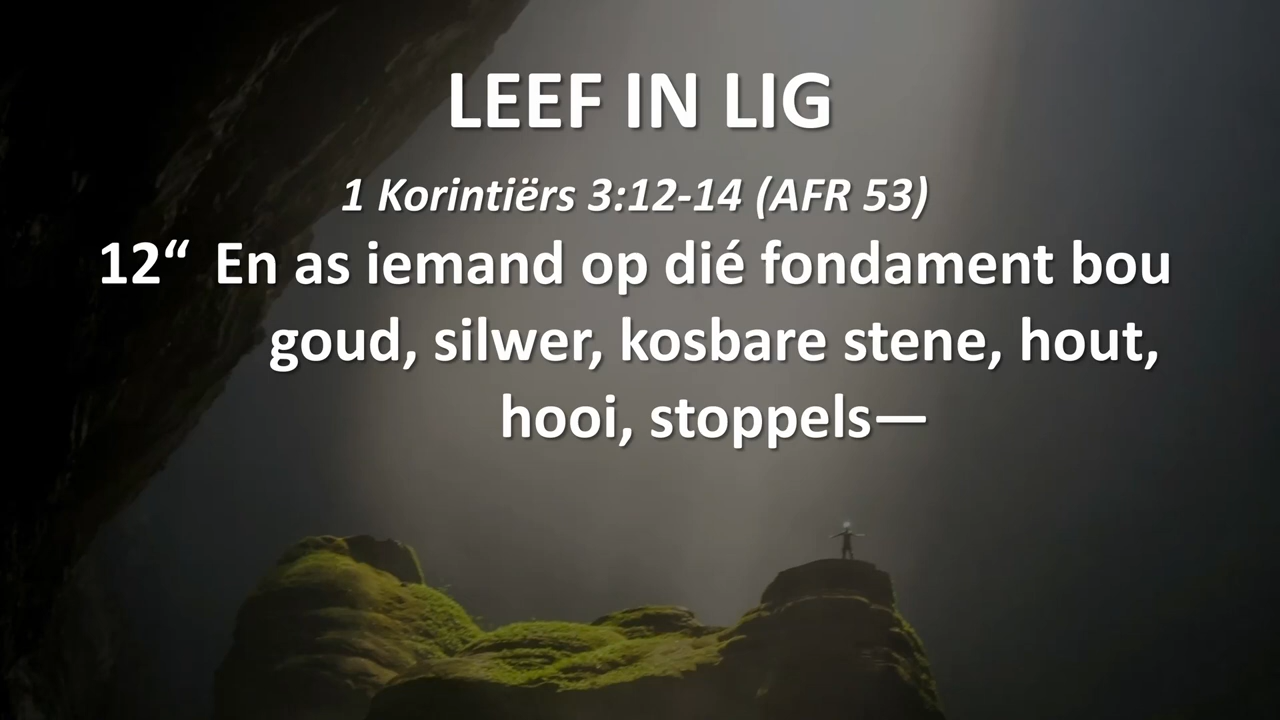 LEEF IN LIG
1 Korintiërs 3:12-14 (AFR 53)
12“ En as iemand op dié fondament bou
goud, silwer, kosbare stene, hout,
hooi, stoppels—